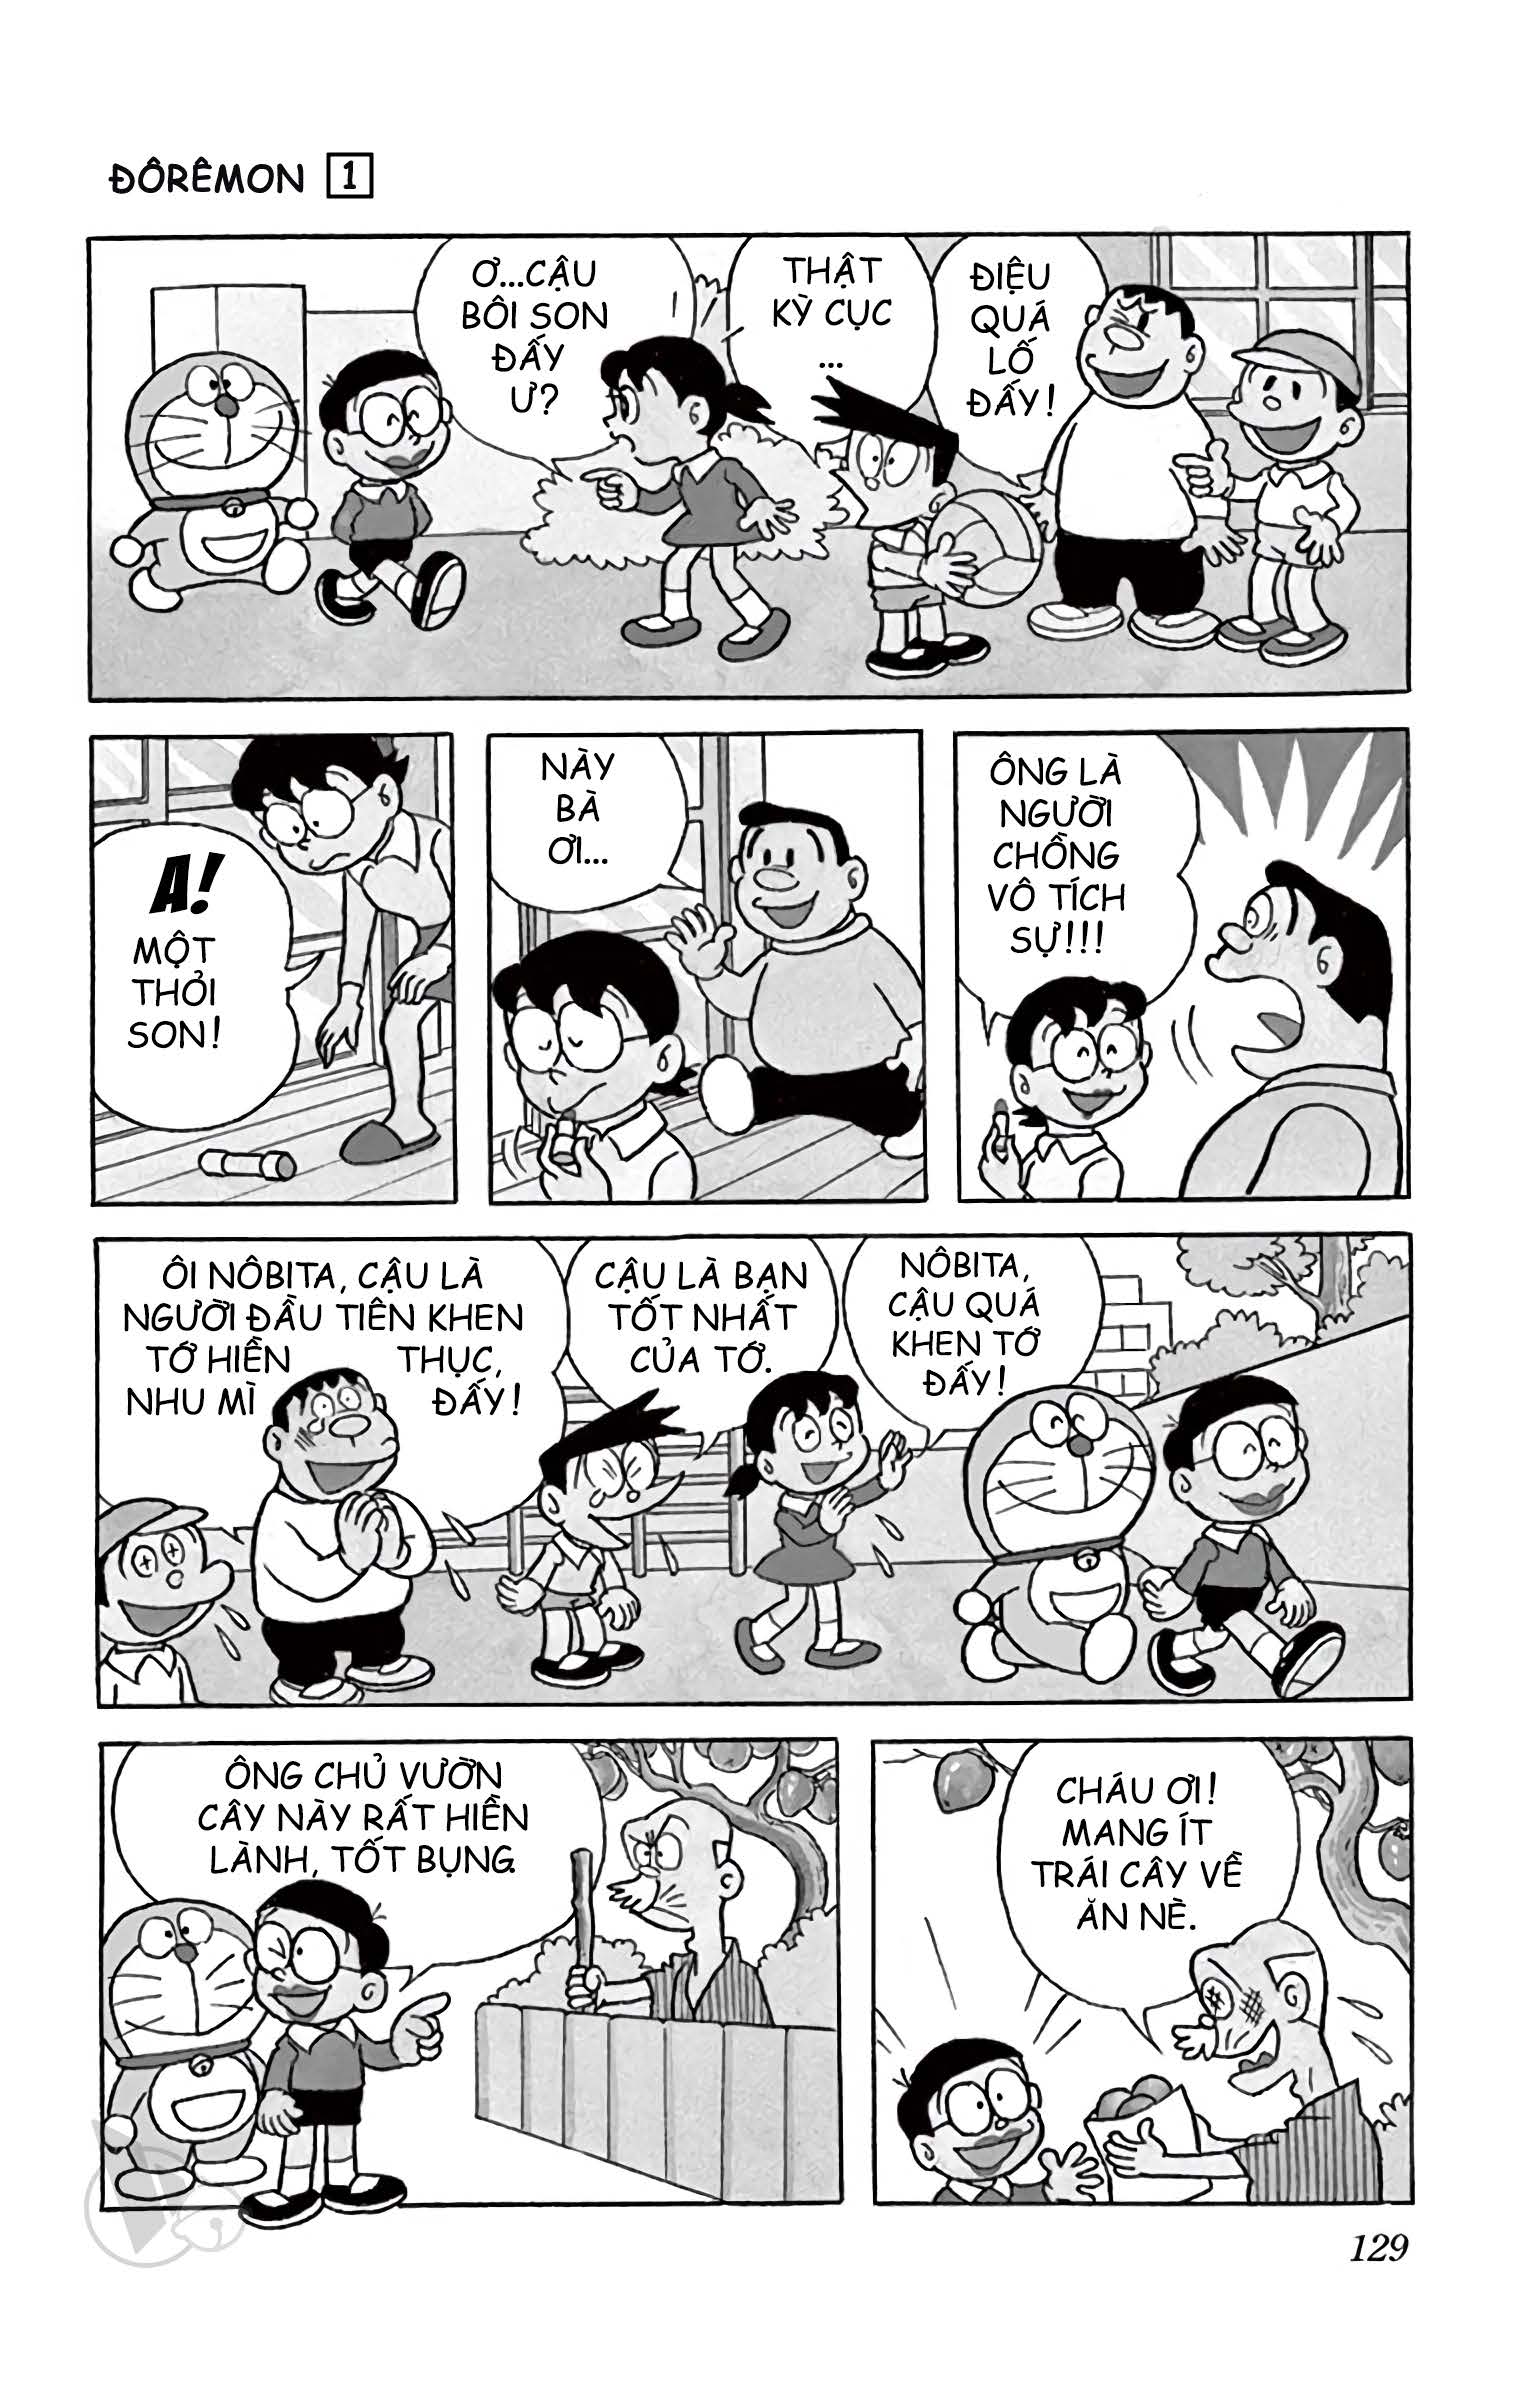 ĐÔRÊMON 1
Ơ...CẬU
BÔI SON
ĐẤY
Ư?
THẬT
KỲ CỤC
...
ĐIỆU
QUÁ
LỐ
ĐẤY!
A!
MỘT
THỎI
SON!
NÀY
BÀ
ƠI...
ÔNG LÀ
NGƯỜI
CHỒNG
VÔ TÍCH
SỰ!!!
ÔI NÔBITA, CẬU LÀ
NGƯỜI ĐẦU TIÊN KHEN
TỚ HIỀN THỤC,
NHU MÌ ĐẤY!
CẬU LÀ BẠN
TỐT NHẤT
CỦA TỚ.
NÔBITA,
CẬU QUÁ
KHEN TỚ
ĐẤY!
ÔNG CHỦ VƯỜN
CÂY NÀY RẤT HIỀN
LÀNH, TỐT BỤNG.
CHÁU ƠI!
MANG ÍT
TRÁI CÂY VỀ
ĂN NÈ.
129